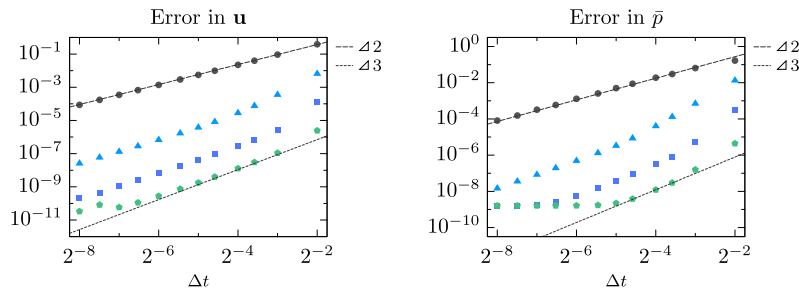 Error in u
10⁻¹
10⁻³
10⁻⁵
10⁻⁷
10⁻⁹
10⁻¹¹
2⁻⁸ 2⁻⁶ 2⁻⁴ 2⁻²
Δt
⊿2
⊿3
Error in p̄
10⁰
10⁻²
10⁻⁴
10⁻⁶
10⁻⁸
10⁻¹⁰
2⁻⁸ 2⁻⁶ 2⁻⁴ 2⁻²
Δt
⊿2
⊿3